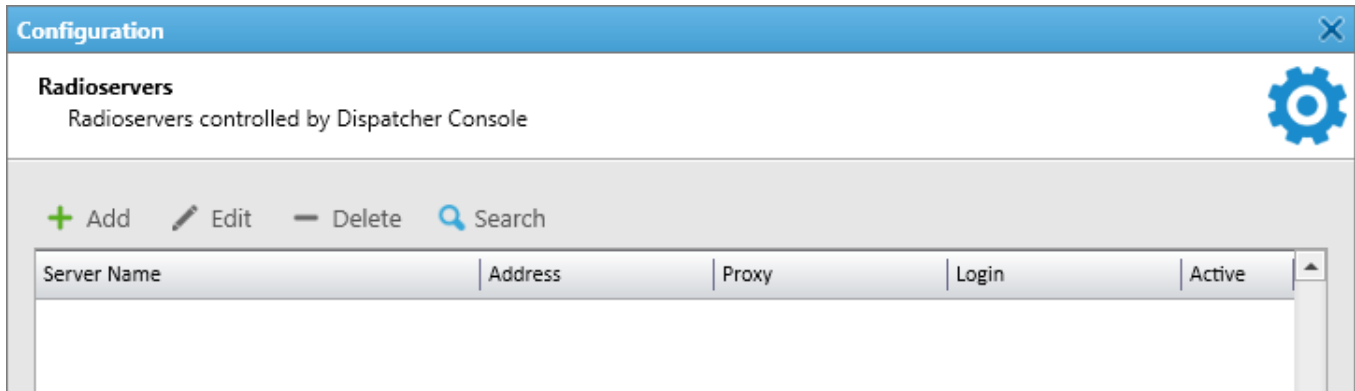 Configuration
Radioservers
Radioservers controlled by Dispatcher Console
Add Edit Delete Search
Server Name Address Proxy Login Active